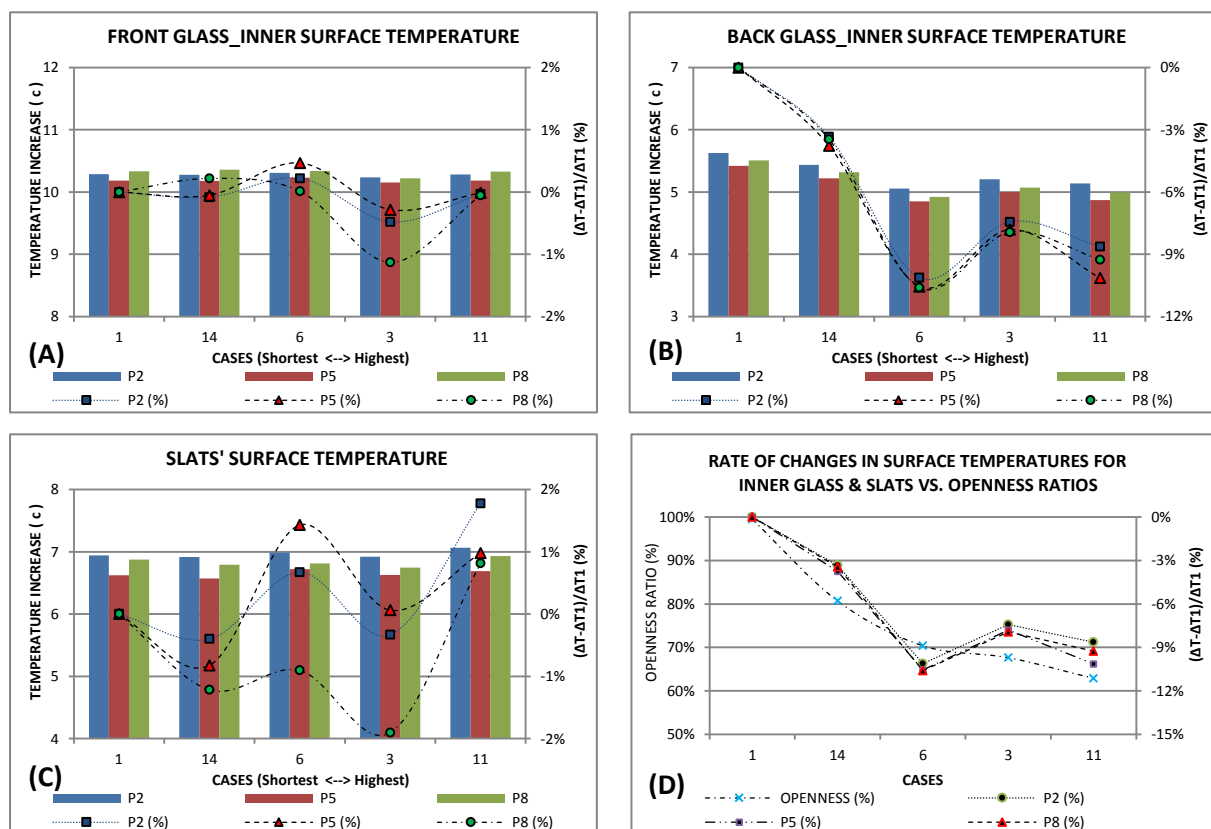 FRONT GLASS_INNER SURFACE TEMPERATURE
TEMPERATURE INCREASE ( c )
12
11
10
9
8
2%
1%
0%
-1%
-2%
(ΔT-ΔT1)/ΔT1 (%)
1 14 6 3 11
(A)
CASES (Shortest <--> Highest)
P2 P5 P8
P2 (%) P5 (%) P8 (%)
BACK GLASS_INNER SURFACE TEMPERATURE
TEMPERATURE INCREASE ( c )
7
6
5
4
3
0%
-3%
-6%
-9%
-12%
(ΔT-ΔT1)/ΔT1 (%)
1 14 6 3 11
(B)
CASES (Shortest <--> Highest)
P2 P5 P8
P2 (%) P5 (%) P8 (%)
SLATS' SURFACE TEMPERATURE
TEMPERATURE INCREASE ( c )
8
7
6
5
4
2%
1%
0%
-1%
-2%
(ΔT-ΔT1)/ΔT1 (%)
1 14 6 3 11
(C)
CASES (Shortest <--> Highest)
P2 P5 P8
P2 (%) P5 (%) P8 (%)
RATE OF CHANGES IN SURFACE TEMPERATURES FOR
INNER GLASS & SLATS VS. OPENNESS RATIOS
OPENNESS RATIO (%)
100%
90%
80%
70%
60%
50%
0%
-3%
-6%
-9%
-12%
-15%
(ΔT-ΔT1)/ΔT1 (%)
1 14 6 3 11
CASES
(D)
OPENNESS (%) P2 (%)
P5 (%) P8 (%)